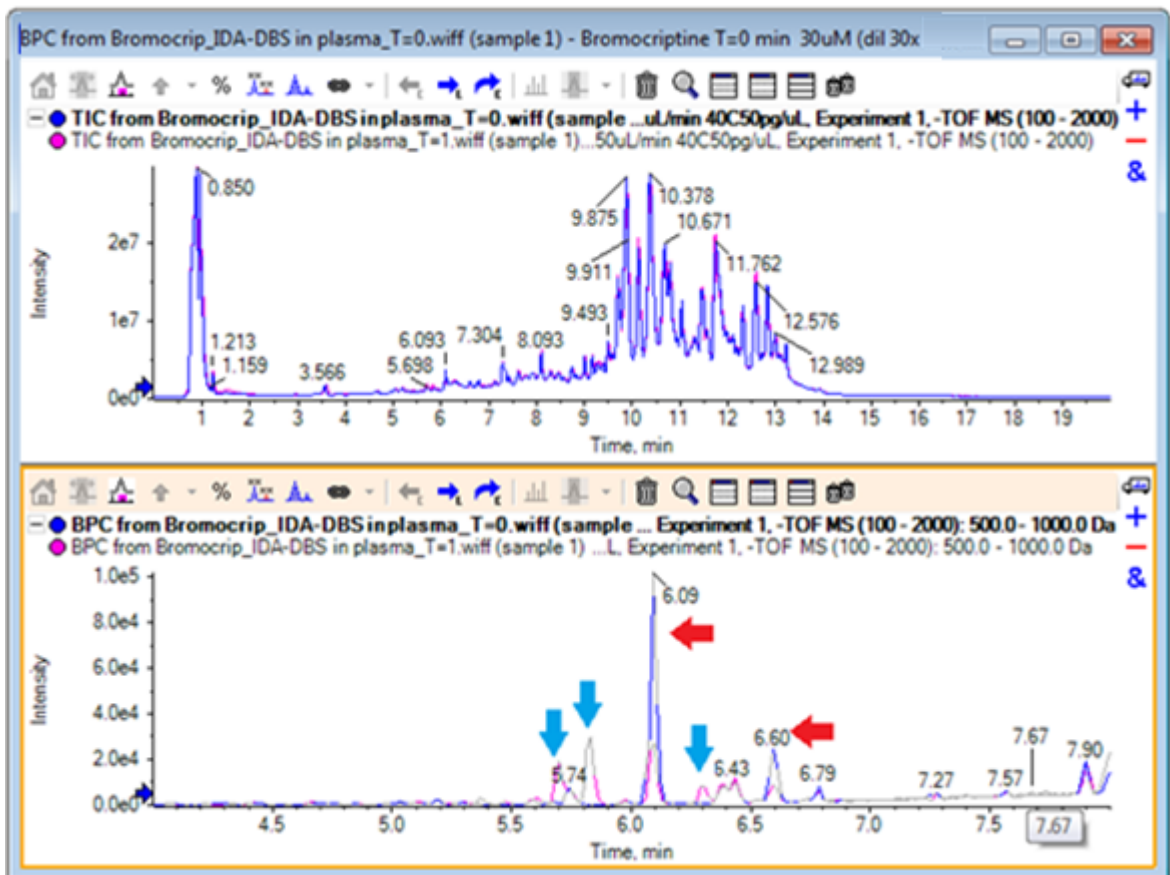 BPC from Bromocrip_IDA-DBS in plasma_T=0.wiff (sample 1) - Bromocriptine T=0 min 30uM (dil 30x
%
TIC from Bromocrip_IDA-DBS in plasma_T=0.wiff (sample ...uL/min 40C50pg/uL, Experiment 1, -TOF MS (100 - 2000)
TIC from Bromocrip_IDA-DBS in plasma_T=1.wiff (sample 1)...50uL/min 40C50pg/uL, Experiment 1, -TOF MS (100 - 2000)
&
Intensity
2e7
1e7
0e0
0.850
1.213
1.159
3.566
5.698
6.093
7.304
8.093
9.493
9.875
9.911
10.378
10.671
11.762
12.576
12.989
1 2 3 4 5 6 7 8 9 10 11 12 13 14 15 16 17 18 19
Time, min
%
BPC from Bromocrip_IDA-DBS in plasma_T=0.wiff (sample ... Experiment 1, -TOF MS (100 - 2000): 500.0 - 1000.0 Da
BPC from Bromocrip_IDA-DBS in plasma_T=1.wiff (sample 1) ...L, Experiment 1, -TOF MS (100 - 2000): 500.0 - 1000.0 Da
&
Intensity
1.0e5
8.0e4
6.0e4
4.0e4
2.0e4
0.0e0
5.74
6.09
6.43
6.60
6.79
7.27
7.57
7.67
7.90
4.5 5.0 5.5 6.0 6.5 7.0 7.5
7.67
Time, min